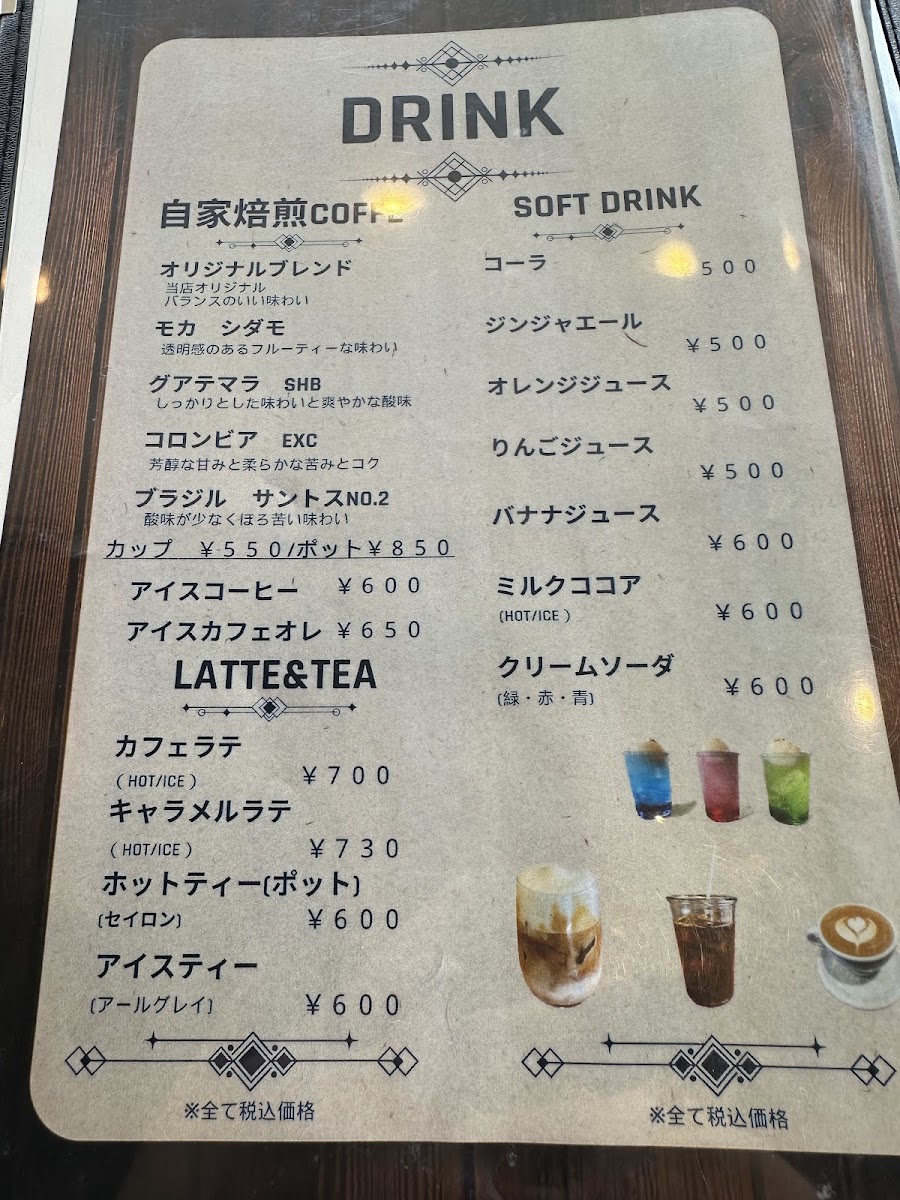 DRINK
自家焙煎COFFE
オリジナルブレンド
当店オリジナル
バランスのいい味わい
モカ　シダモ
透明感のあるフルーティーな味わい
グアテマラ　SHB
しっかりとした味わいと爽やかな酸味
コロンビア　EXC
芳醇な甘みと柔らかな苦みとコク
ブラジル　サントスNO.2
酸味が少なくほろ苦い味わい
カップ　￥550/ポット￥850
アイスコーヒー　￥600
アイスカフェオレ ￥650
LATTE&TEA
カフェラテ
（HOT/ICE）　￥700
キャラメルラテ
（HOT/ICE）　￥730
ホットティー(ポット)
(セイロン)　￥600
アイスティー
(アールグレイ)　￥600
※全て税込価格
SOFT DRINK
コーラ　500
ジンジャエール　￥500
オレンジジュース　￥500
りんごジュース　￥500
バナナジュース　￥600
ミルクココア
(HOT/ICE）　￥600
クリームソーダ
(緑・赤・青)　￥600
※全て税込価格